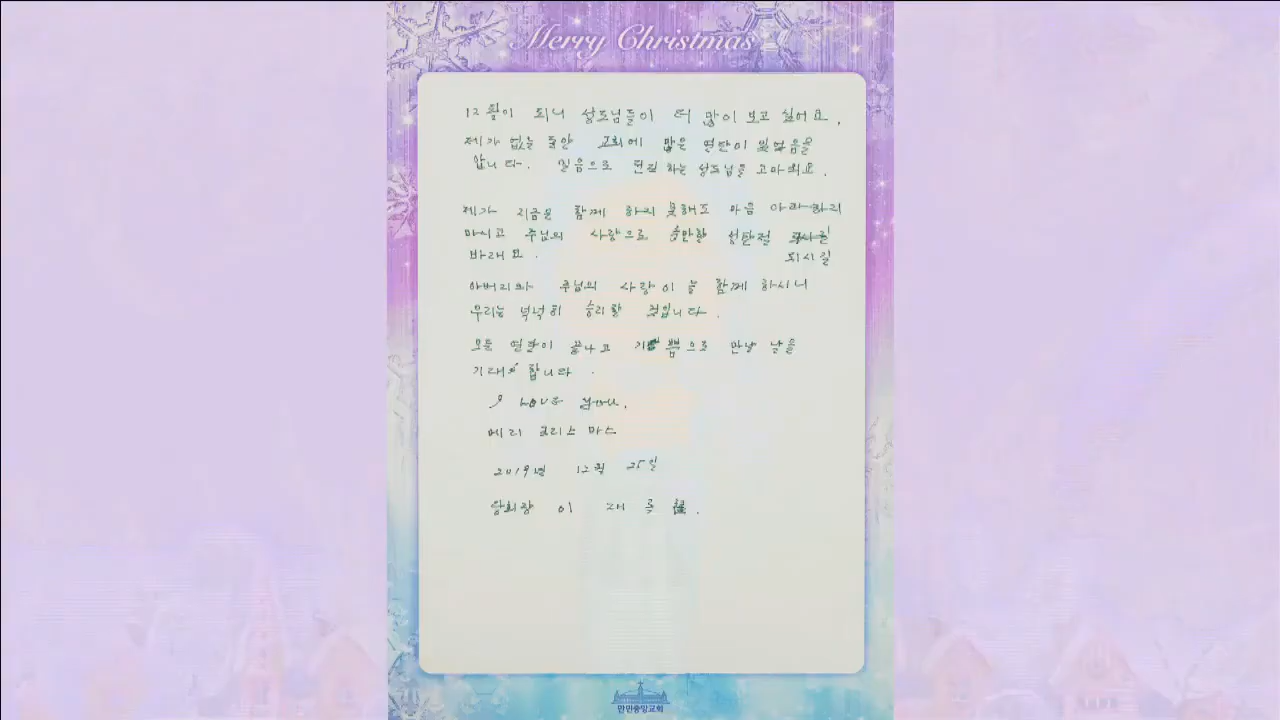 Merry Christmas
12월이 되니 성도님들이 더 많이 보고 싶어요.
제가 없는 동안 교회에 많은 연단이 있었음을
압니다. 믿음으로 된길 하는 성도님들 고마워요.
제가 지금은 함께 하지 못해도 마음 아파하지
마시고 주님의 사랑으로 충만한 성탄절
되시길
바래요.
아버지와 주님의 사랑이 늘 함께 하시니
우리는 넉넉히 승리할 것입니다.
모든 연단이 끝나고 기쁨으로 만날 날을
기대합니다.
I LOVE you.
메리 크리스마스
2019년 12월 25일
당회장 이 재 록
만민중앙교회